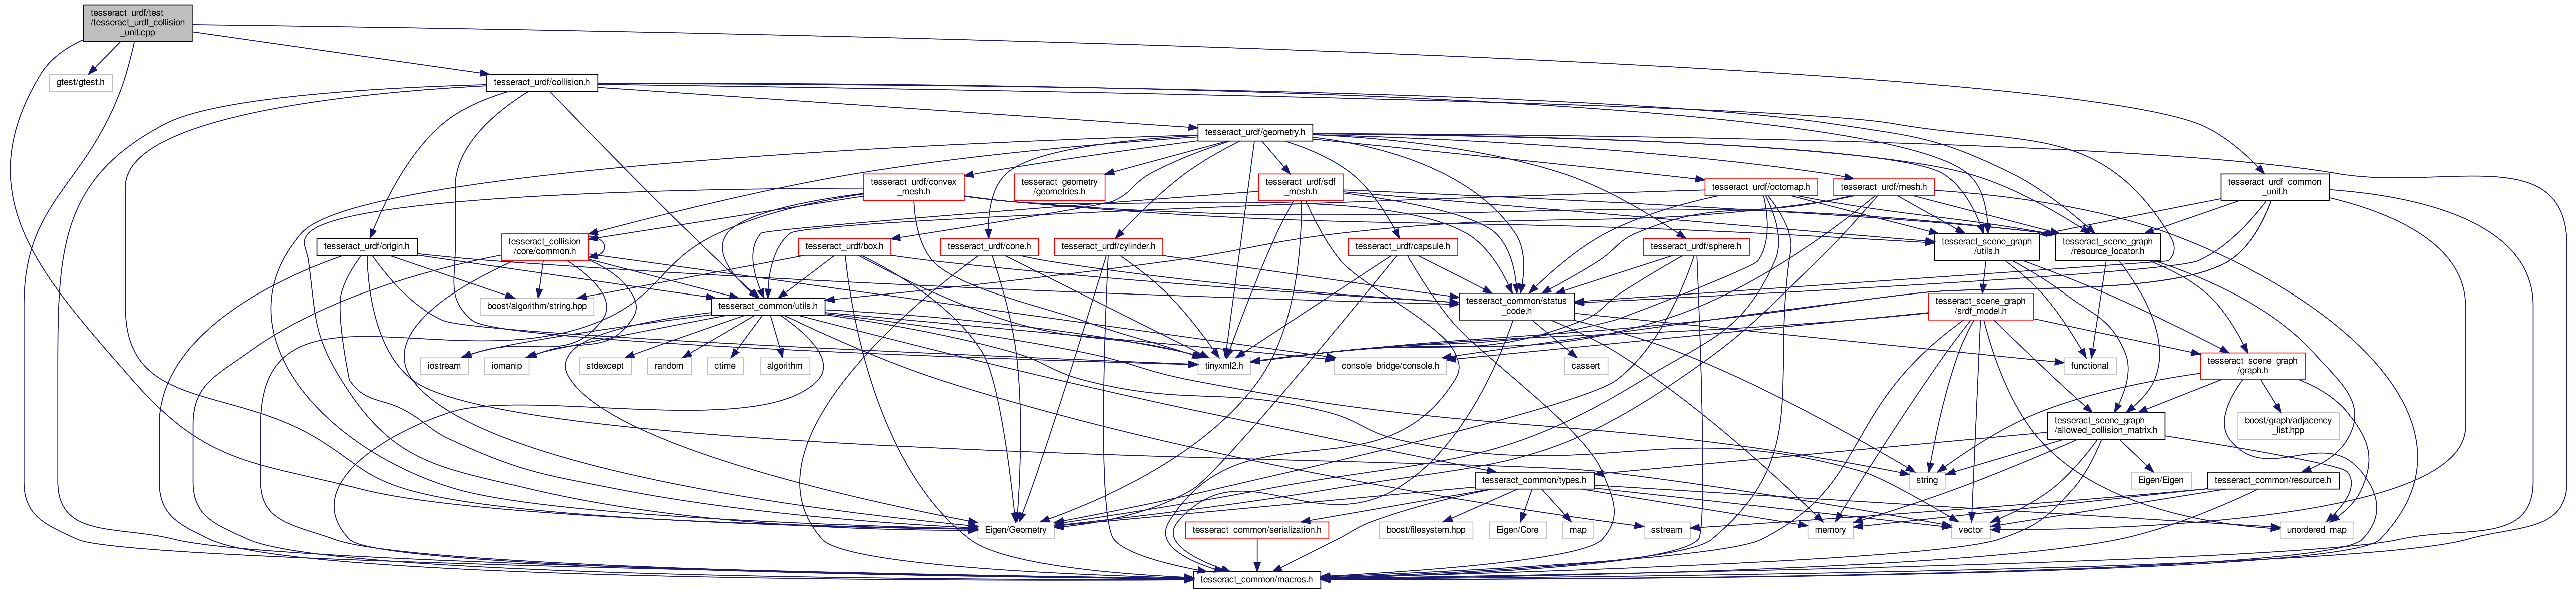 tesseract_urdf/test
/tesseract_urdf_collision
_unit.cpp
gtest/gtest.h
tesseract_urdf/collision.h
tesseract_urdf/geometry.h
tesseract_urdf/convex
_mesh.h
tesseract_geometry
/geometries.h
tesseract_urdf/sdf
_mesh.h
tesseract_urdf/octomap.h
tesseract_urdf/mesh.h
tesseract_urdf_common
_unit.h
tesseract_urdf/origin.h
tesseract_collision
/core/common.h
tesseract_urdf/box.h
tesseract_urdf/cone.h
tesseract_urdf/cylinder.h
tesseract_urdf/capsule.h
tesseract_urdf/sphere.h
tesseract_scene_graph
/utils.h
tesseract_scene_graph
/resource_locator.h
boost/algorithm/string.hpp
tesseract_common/utils.h
tesseract_common/status
_code.h
tesseract_scene_graph
/srdf_model.h
iostream
iomanip
stdexcept
random
ctime
algorithm
tinyxml2.h
console_bridge/console.h
cassert
functional
tesseract_scene_graph
/graph.h
tesseract_scene_graph
/allowed_collision_matrix.h
boost/graph/adjacency
_list.hpp
tesseract_common/types.h
string
Eigen/Eigen
tesseract_common/resource.h
Eigen/Geometry
tesseract_common/serialization.h
boost/filesystem.hpp
Eigen/Core
map
sstream
memory
vector
unordered_map
tesseract_common/macros.h